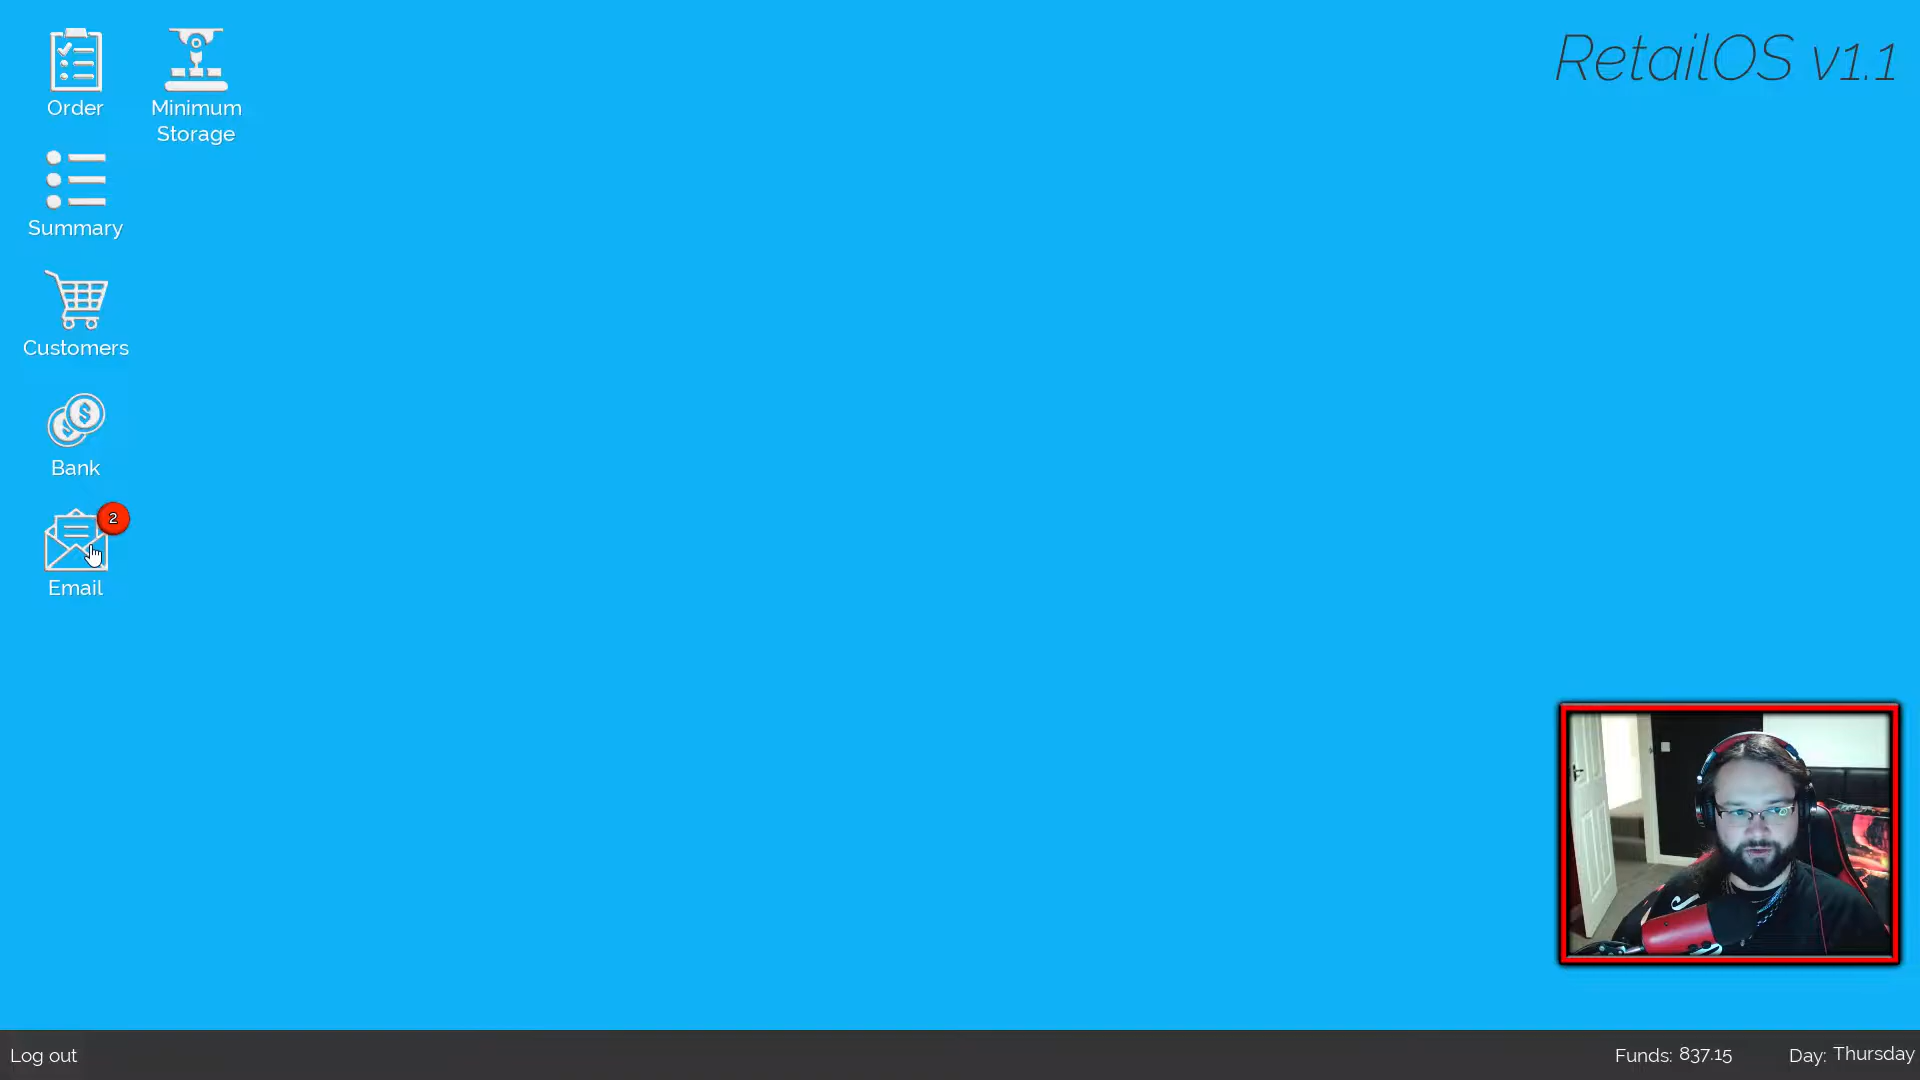 RetailOS v1.1
Order
Minimum
Storage
Summary
Customers
Bank
2
Email
Log out
Funds: 837.15
Day: Thursday